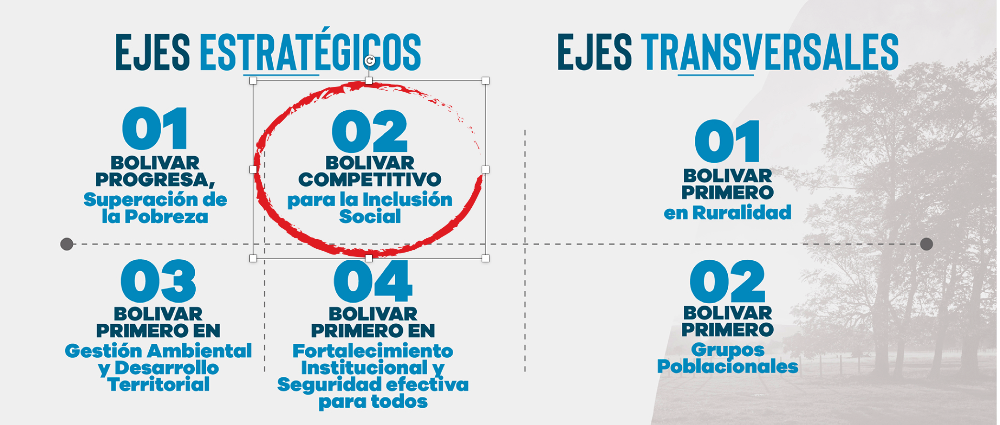 EJES ESTRATÉGICOS
01
BOLIVAR
PROGRESA,
Superación de
la Pobreza
02
BOLIVAR
COMPETITIVO
para la Inclusión
Social
03
BOLIVAR
PRIMERO EN
Gestión Ambiental
y Desarrollo
Territorial
04
BOLIVAR
PRIMERO EN
Fortalecimiento
Institucional y
Seguridad efectiva
para todos
EJES TRANSVERSALES
01
BOLIVAR
PRIMERO
en Ruralidad
02
BOLIVAR
PRIMERO
Grupos
Poblacionales